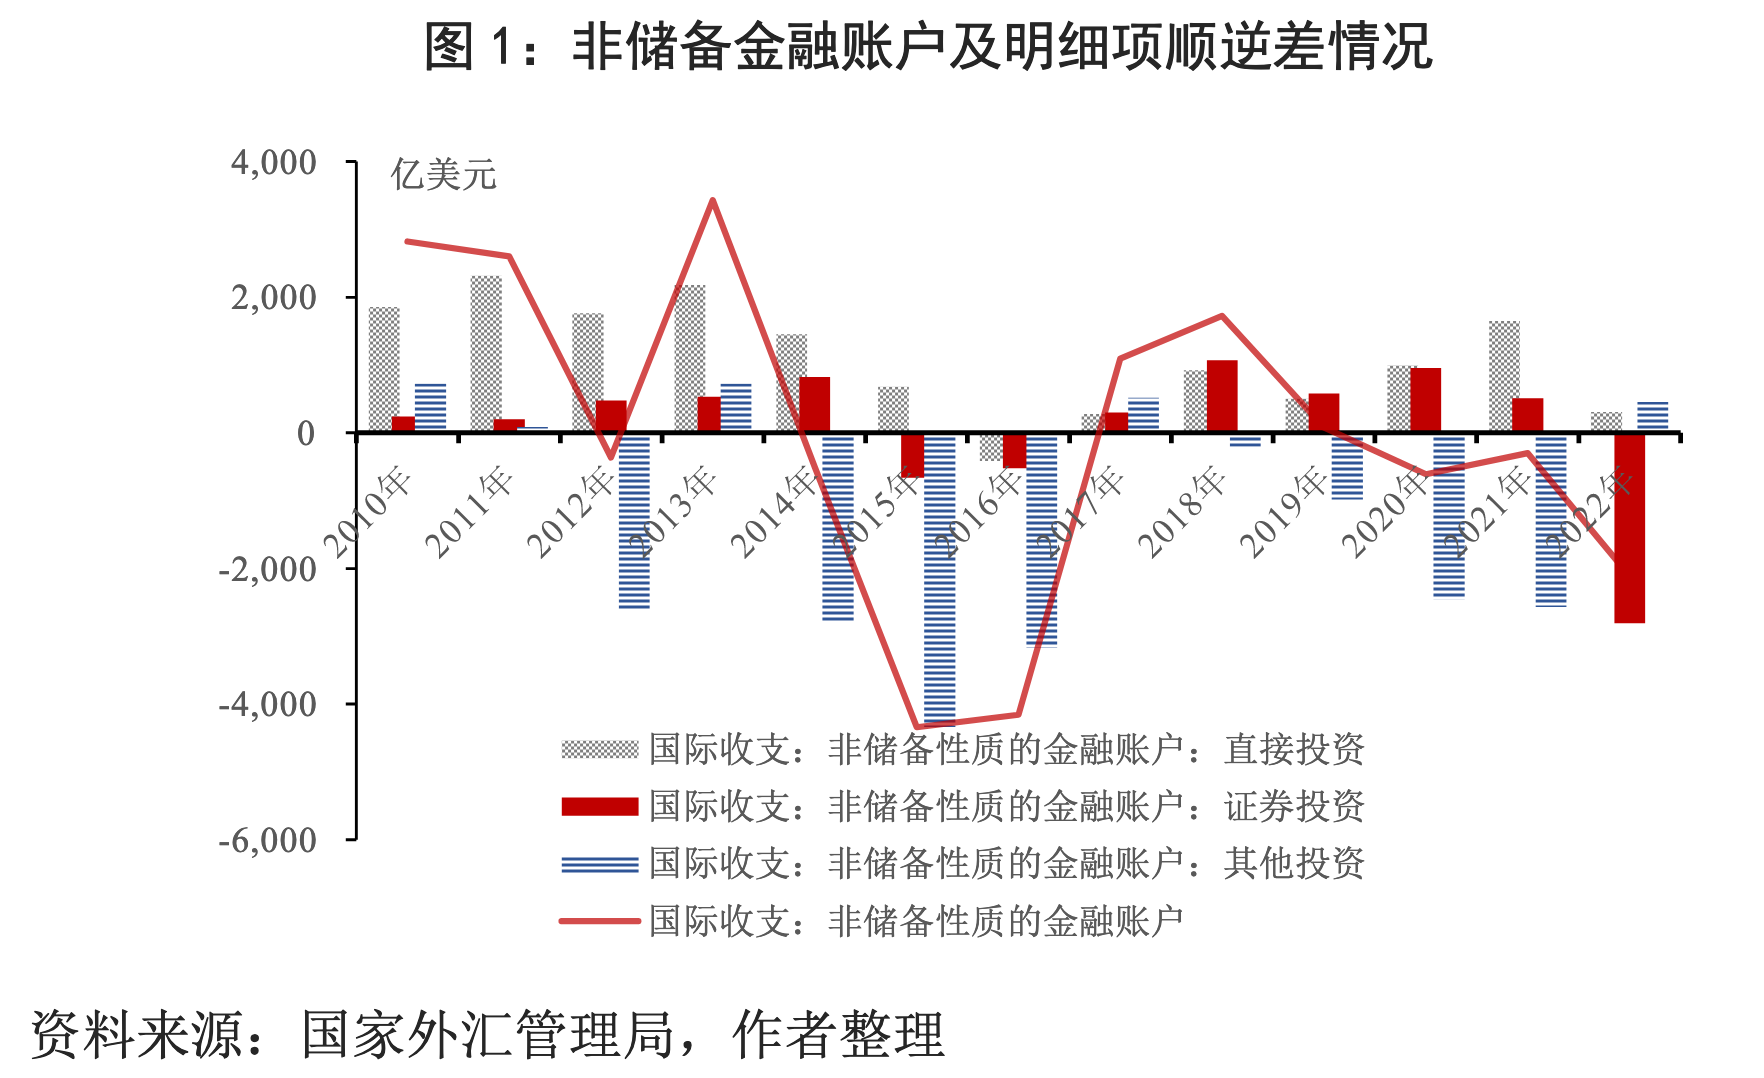 图 1：非储备金融账户及明细项顺逆差情况
亿美元
4,000
2,000
0
-2,000
-4,000
-6,000
2010年
2011年
2012年
2013年
2014年
2015年
2016年
2017年
2018年
2019年
2020年
2021年
2022年
国际收支：非储备性质的金融账户：直接投资
国际收支：非储备性质的金融账户：证券投资
国际收支：非储备性质的金融账户：其他投资
国际收支：非储备性质的金融账户
资料来源：国家外汇管理局，作者整理